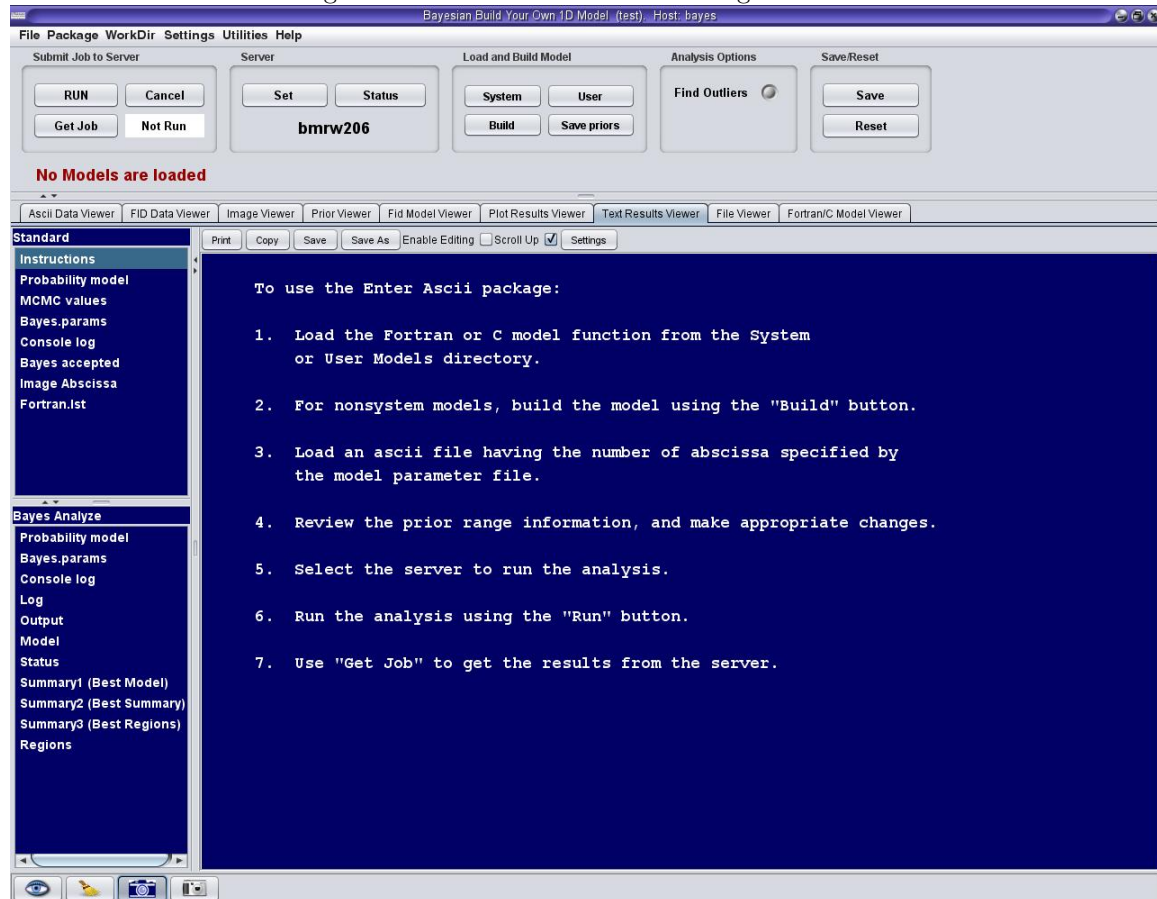 Bayesian Build Your Own 1D Model (test), Host: bayes
File Package WorkDir Settings Utilities Help
Submit Job to Server Server Load and Build Model Analysis Options Save/Reset
RUN Cancel Set Status System User Find Outliers Save
Get Job Not Run bmrw206 Build Save priors Reset
No Models are loaded
Ascii Data Viewer FID Data Viewer Image Viewer Prior Viewer Fid Model Viewer Plot Results Viewer Text Results Viewer File Viewer Fortran/C Model Viewer
Print Copy Save Save As Enable Editing Scroll Up Settings
Standard
Instructions
Probability model
MCMC values
Bayes.params
Console log
Bayes accepted
Image Abscissa
Fortran.lst
Bayes Analyze
Probability model
Bayes.params
Console log
Log
Output
Model
Status
Summary1 (Best Model)
Summary2 (Best Summary)
Summary3 (Best Regions)
Regions
To use the Enter Ascii package:
1. Load the Fortran or C model function from the System
or User Models directory.
2. For nonsystem models, build the model using the "Build" button.
3. Load an ascii file having the number of abscissa specified by
the model parameter file.
4. Review the prior range information, and make appropriate changes.
5. Select the server to run the analysis.
6. Run the analysis using the "Run" button.
7. Use "Get Job" to get the results from the server.